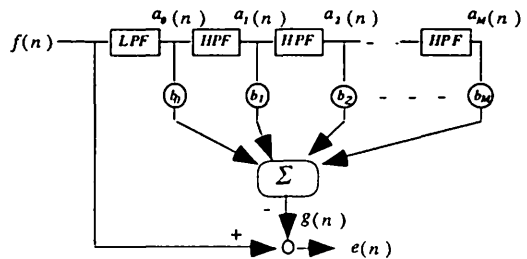 a₀(n) a₁(n) a₂(n) a_M(n)
f(n) LPF HPF HPF - - HPF
b₀ b₁ b₂ - - - b_M
Σ
- g(n)
+ e(n)